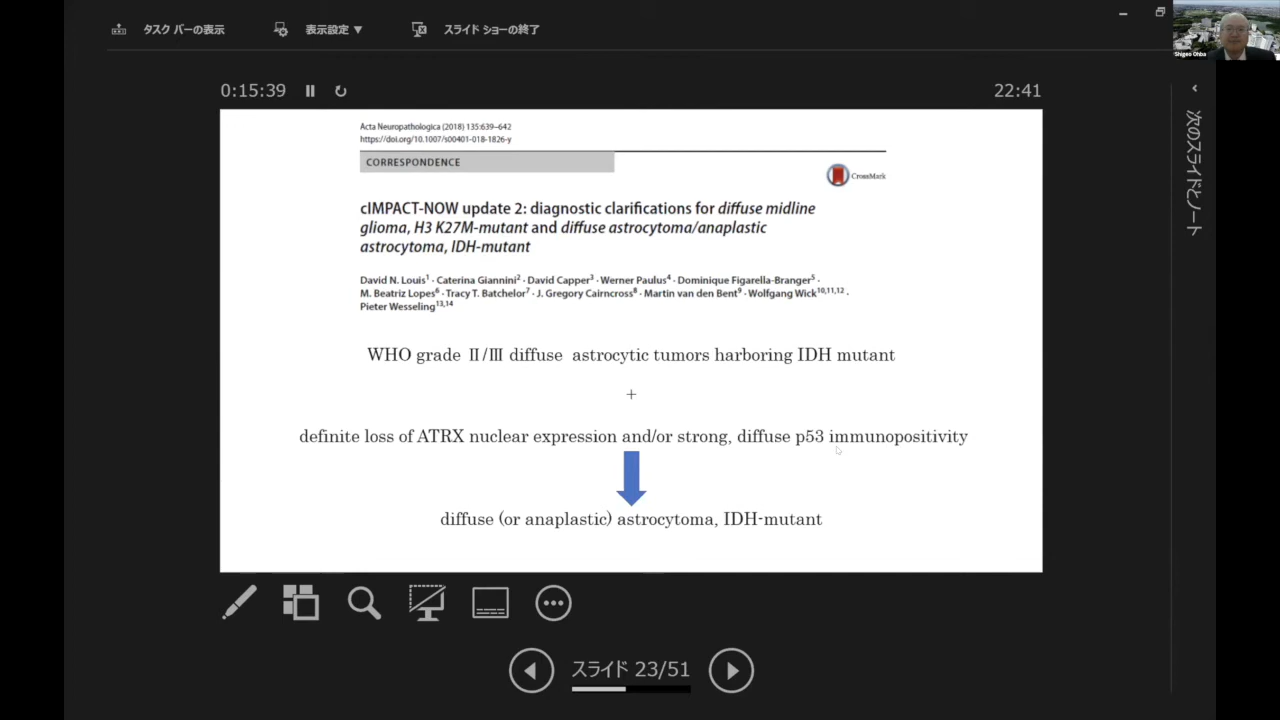 タスク バーの表示
表示設定 ▼
スライド ショーの終了
Shigeo Ohba
0:15:39
22:41
次のスライドとノート
Acta Neuropathologica (2018) 135:639–642
https://doi.org/10.1007/s00401-018-1826-y
CORRESPONDENCE
CrossMark
cIMPACT-NOW update 2: diagnostic clarifications for diffuse midline
glioma, H3 K27M-mutant and diffuse astrocytoma/anaplastic
astrocytoma, IDH-mutant
David N. Louis1 · Caterina Giannini2 · David Capper3 · Werner Paulus4 · Dominique Figarella-Branger5 ·
M. Beatriz Lopes6 · Tracy T. Batchelor7 · J. Gregory Cairncross8 · Martin van den Bent9 · Wolfgang Wick10,11,12 ·
Pieter Wesseling13,14
WHO grade Ⅱ/Ⅲ diffuse astrocytic tumors harboring IDH mutant
+
definite loss of ATRX nuclear expression and/or strong, diffuse p53 immunopositivity
diffuse (or anaplastic) astrocytoma, IDH-mutant
スライド 23/51